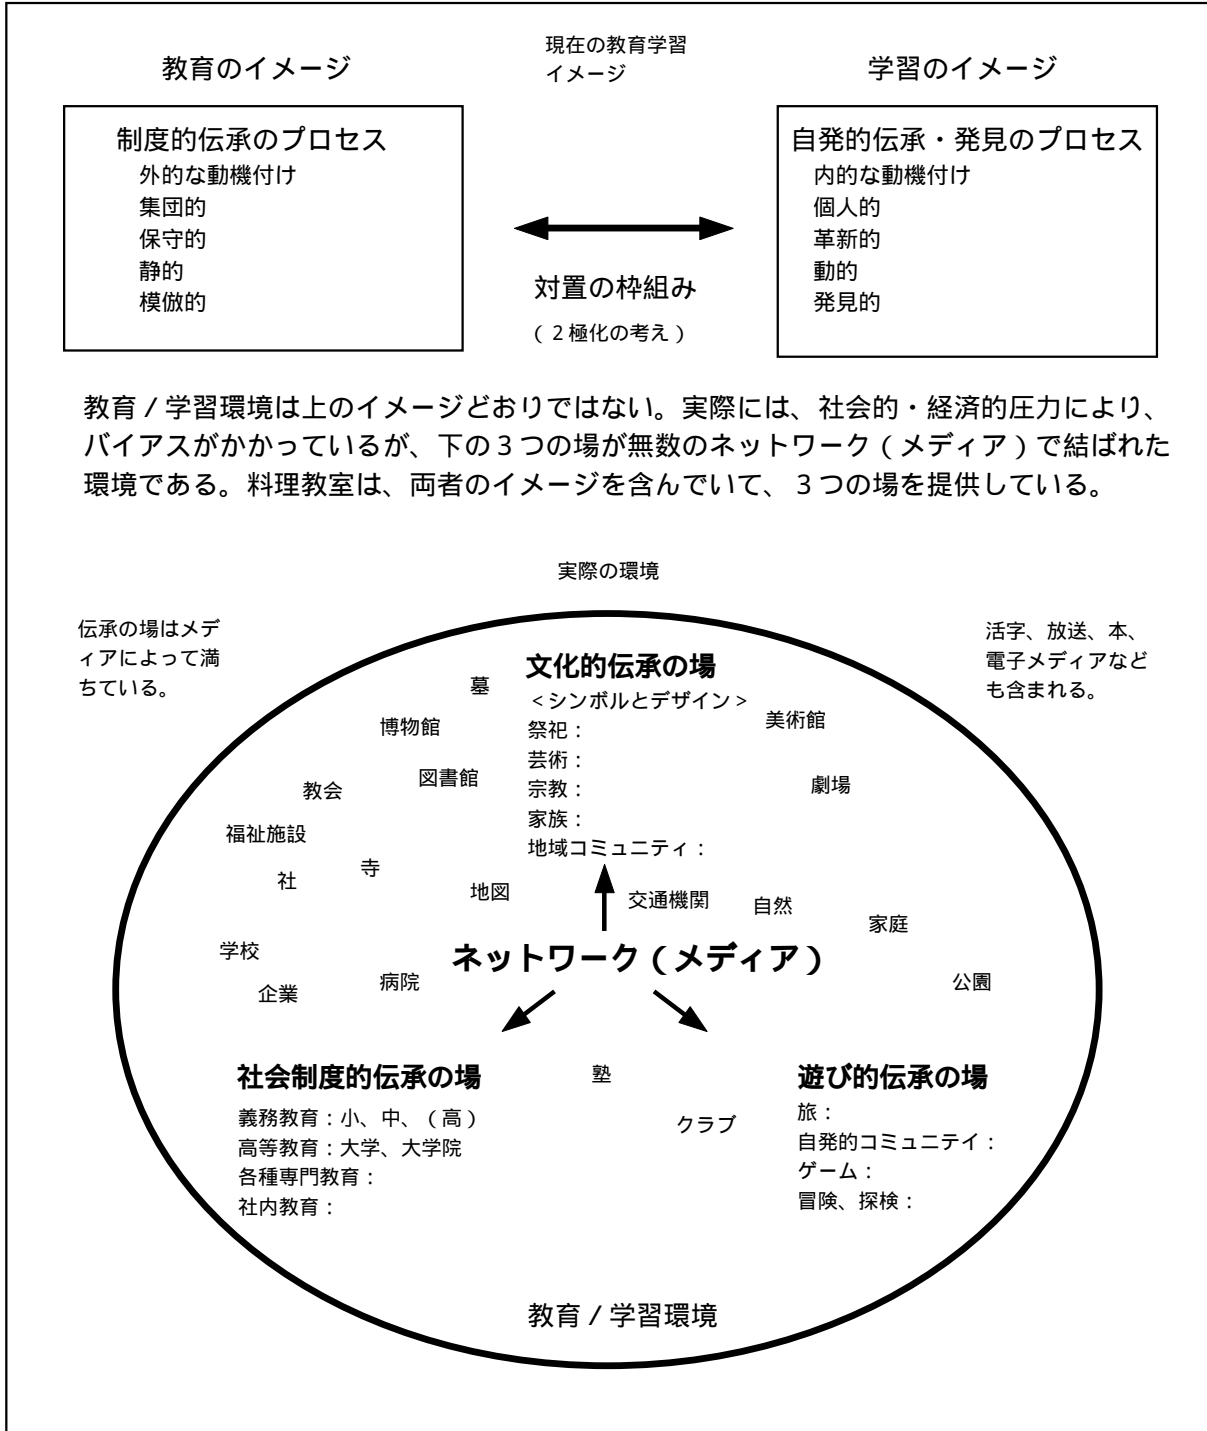 現在の教育学習
イメージ
教育のイメージ
学習のイメージ
制度的伝承のプロセス
外的な動機付け
集団的
保守的
静的
模倣的
対置の枠組み
(2極化の考え)
自発的伝承・発見のプロセス
内的な動機付け
個人的
革新的
動的
発見的
教育/学習環境は上のイメージどおりではない。実際には、社会的・経済的圧力により、
バイアスがかかっているが、下の3つの場が無数のネットワーク(メディア)で結ばれた
環境である。料理教室は、両者のイメージを含んでいて、3つの場を提供している。
実際の環境
伝承の場はメデ
ィアによって満
ちている。
活字、放送、本、
電子メディアなど
も含まれる。
文化的伝承の場
<シンボルとデザイン>
祭祀:
芸術:
宗教:
家族:
地域コミュニティ:
墓
博物館
図書館
教会
福祉施設
社
寺
地図
美術館
劇場
交通機関
自然
家庭
学校
企業
病院
公園
ネットワーク(メディア)
社会制度的伝承の場
義務教育:小、中、(高)
高等教育:大学、大学院
各種専門教育:
社内教育:
塾
クラブ
遊び的伝承の場
旅:
自発的コミュニテイ:
ゲーム:
冒険、探検:
教育/学習環境